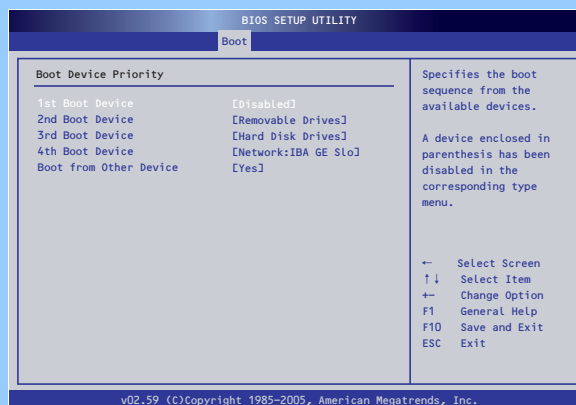 BIOS SETUP UTILITY
Boot
Boot Device Priority
1st Boot Device [Disabled]
2nd Boot Device [Removable Drives]
3rd Boot Device [Hard Disk Drives]
4th Boot Device [Network:IBA GE Slo]
Boot from Other Device [Yes]
Specifies the boot
sequence from the
available devices.
A device enclosed in
parenthesis has been
disabled in the
corresponding type
menu.
← Select Screen
↑↓ Select Item
+- Change Option
F1 General Help
F10 Save and Exit
ESC Exit
v02.59 (C)Copyright 1985-2005, American Megatrends, Inc.